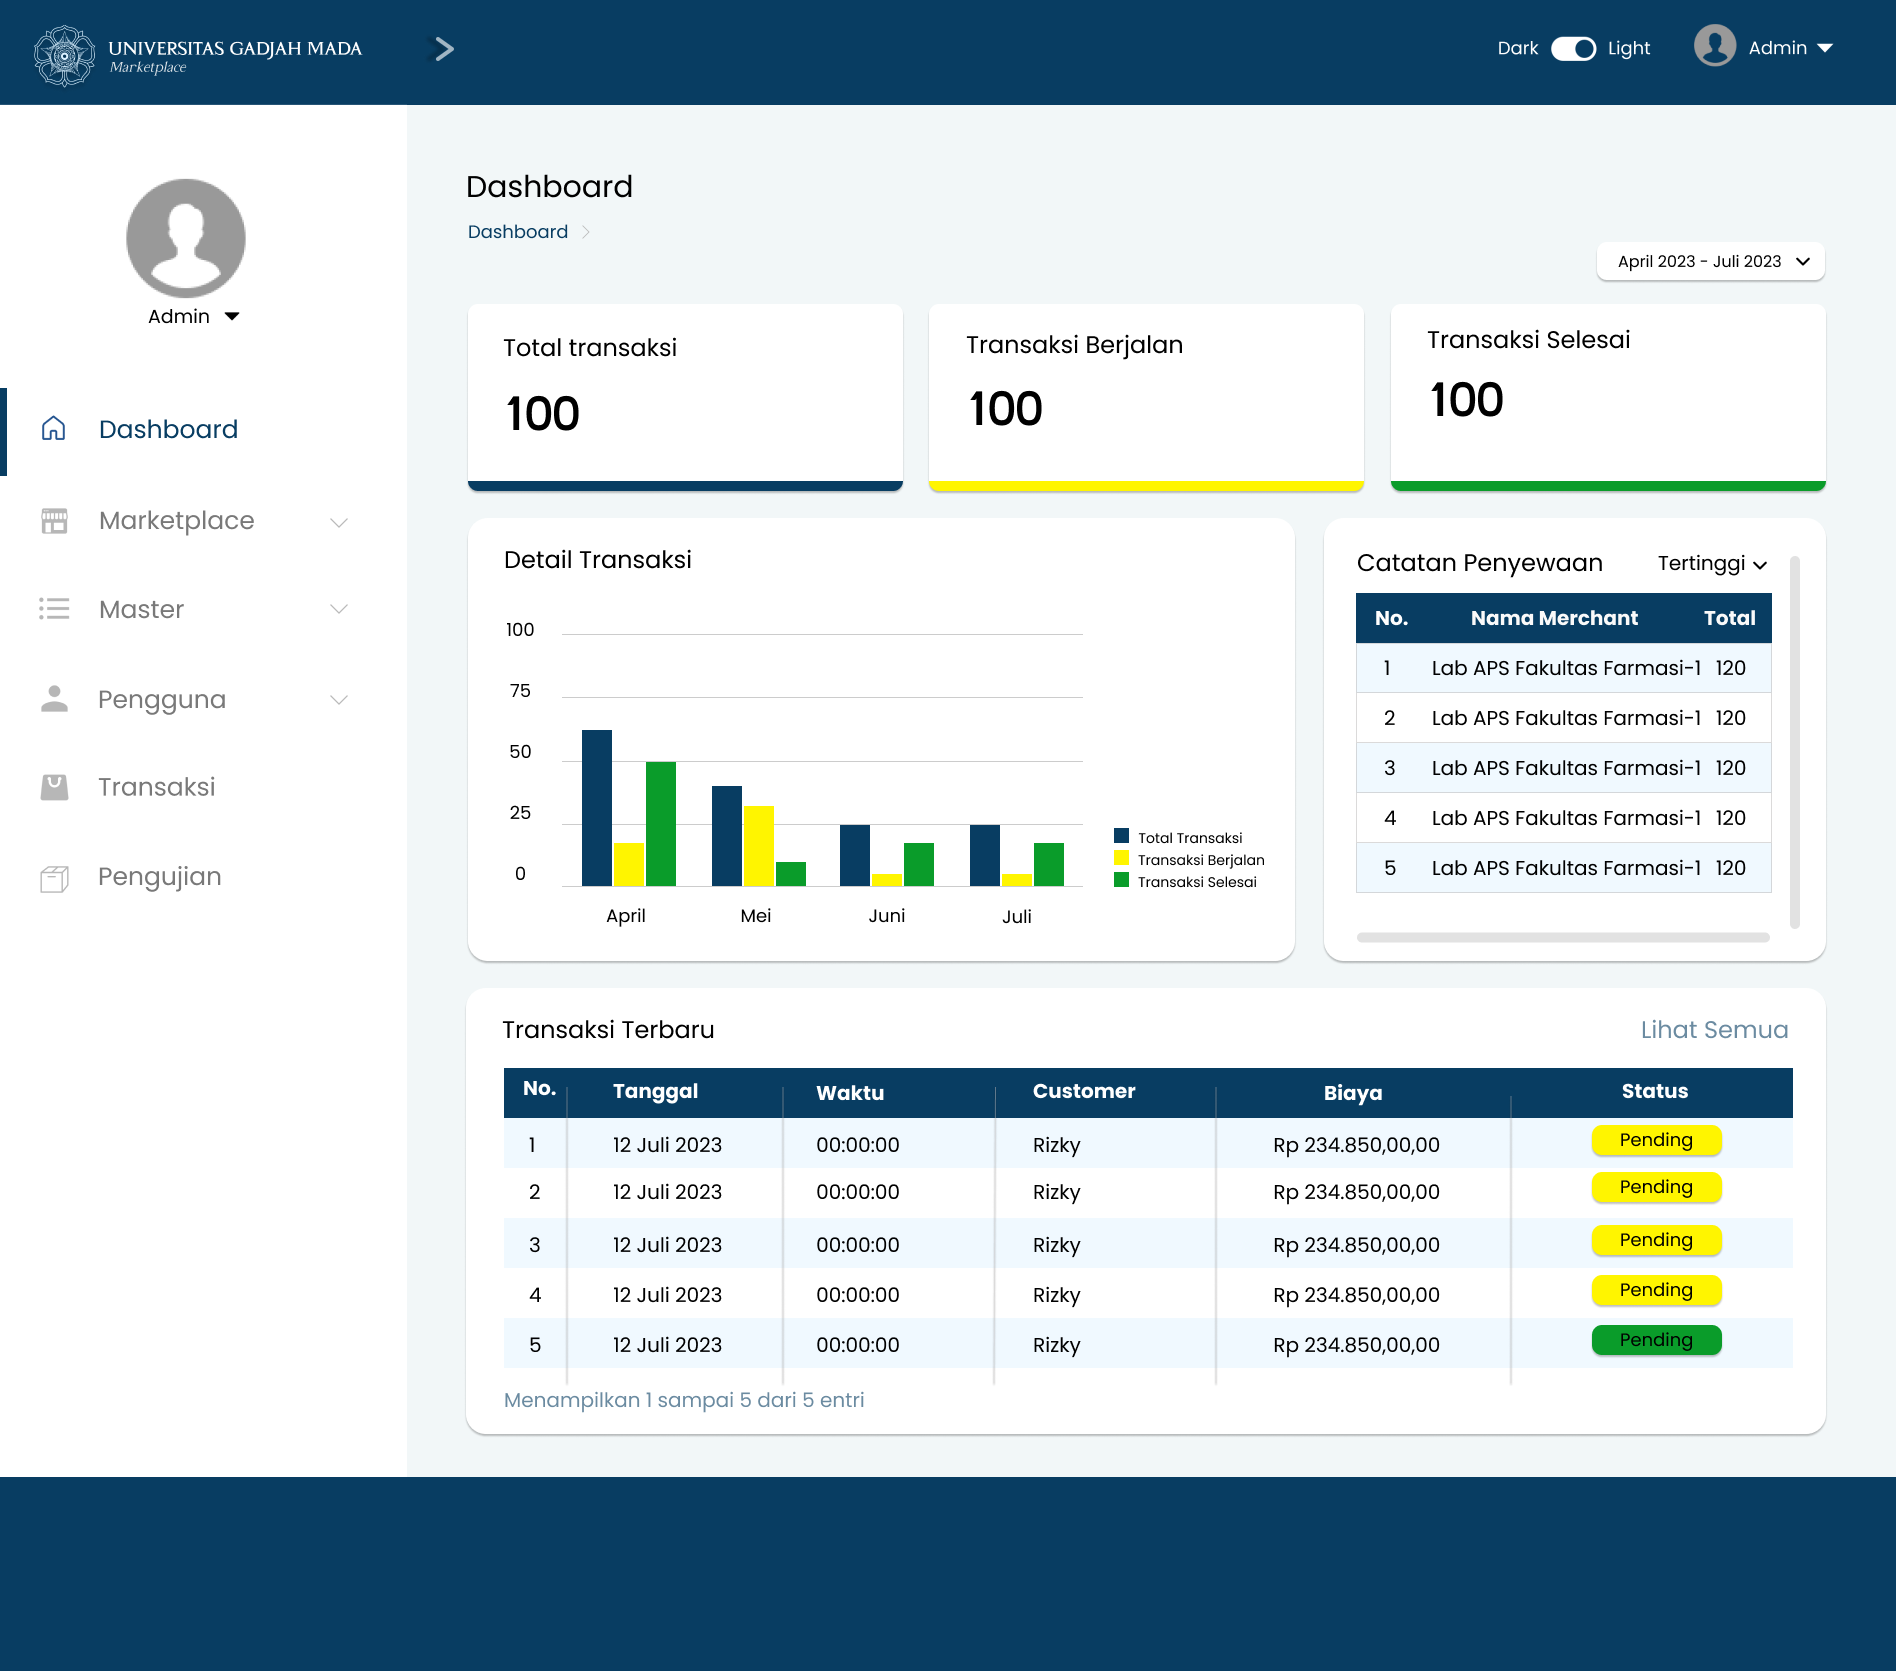 UNIVERSITAS GADJAH MADA
Marketplace
Dark Light
Admin
Admin
Dashboard
Marketplace
Master
Pengguna
Transaksi
Pengujian
Dashboard
Dashboard
April 2023 - Juli 2023
Total transaksi
100
Transaksi Berjalan
100
Transaksi Selesai
100
Detail Transaksi
100
75
50
25
0
April Mei Juni Juli
Total Transaksi
Transaksi Berjalan
Transaksi Selesai
Catatan Penyewaan Tertinggi
No. Nama Merchant Total
1 Lab APS Fakultas Farmasi-1 120
2 Lab APS Fakultas Farmasi-1 120
3 Lab APS Fakultas Farmasi-1 120
4 Lab APS Fakultas Farmasi-1 120
5 Lab APS Fakultas Farmasi-1 120
Transaksi Terbaru Lihat Semua
No. Tanggal Waktu Customer Biaya Status
1 12 Juli 2023 00:00:00 Rizky Rp 234.850,00,00 Pending
2 12 Juli 2023 00:00:00 Rizky Rp 234.850,00,00 Pending
3 12 Juli 2023 00:00:00 Rizky Rp 234.850,00,00 Pending
4 12 Juli 2023 00:00:00 Rizky Rp 234.850,00,00 Pending
5 12 Juli 2023 00:00:00 Rizky Rp 234.850,00,00 Pending
Menampilkan 1 sampai 5 dari 5 entri